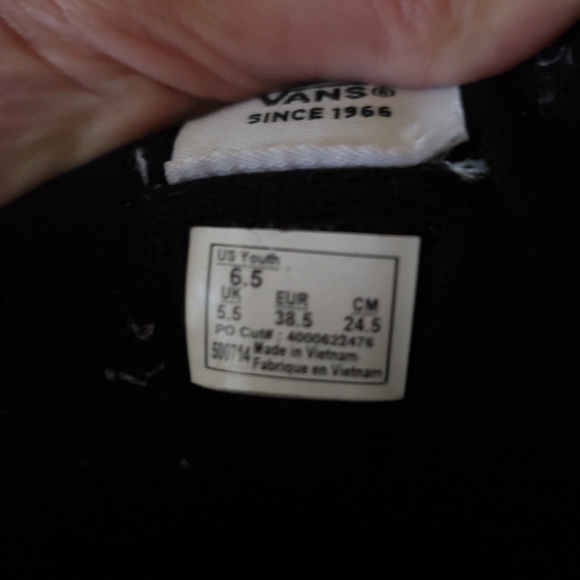 VANS®
SINCE 1966
US Youth
6.5
UK EUR CM
5.5 38.5 24.5
PO Cut# : 4000622476
500714 Made in Vietnam
Fabrique en Vietnam